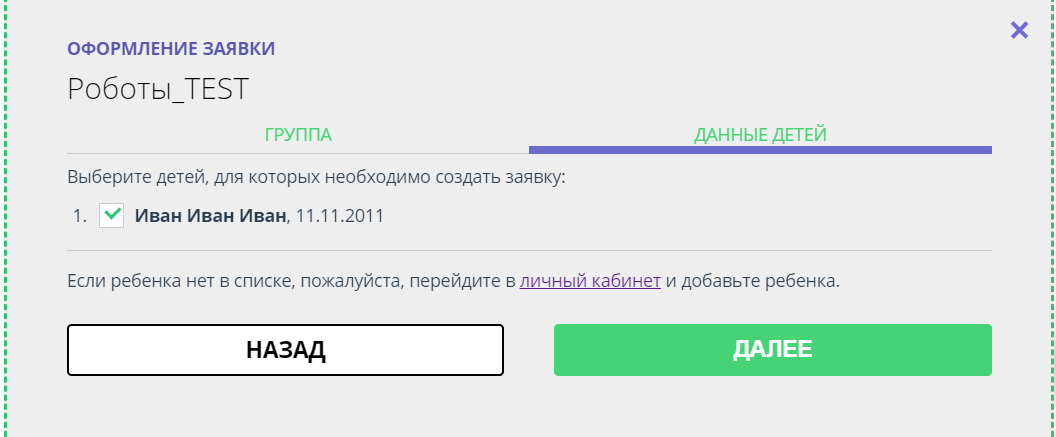 ОФОРМЛЕНИЕ ЗАЯВКИ
Роботы_TEST
ГРУППА ДАННЫЕ ДЕТЕЙ
Выберите детей, для которых необходимо создать заявку:
1. Иван Иван Иван, 11.11.2011
Если ребенка нет в списке, пожалуйста, перейдите в личный кабинет и добавьте ребенка.
НАЗАД ДАЛЕЕ